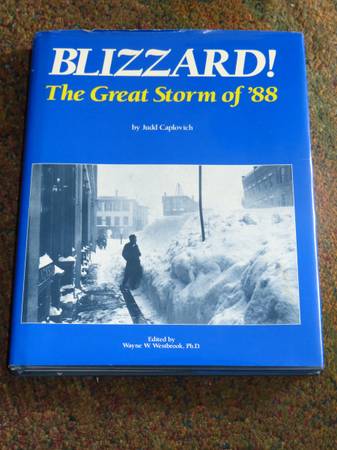 BLIZZARD!
The Great Storm of '88
by Judd Caplovich
Edited by
Wayne W. Westbrook, Ph.D.